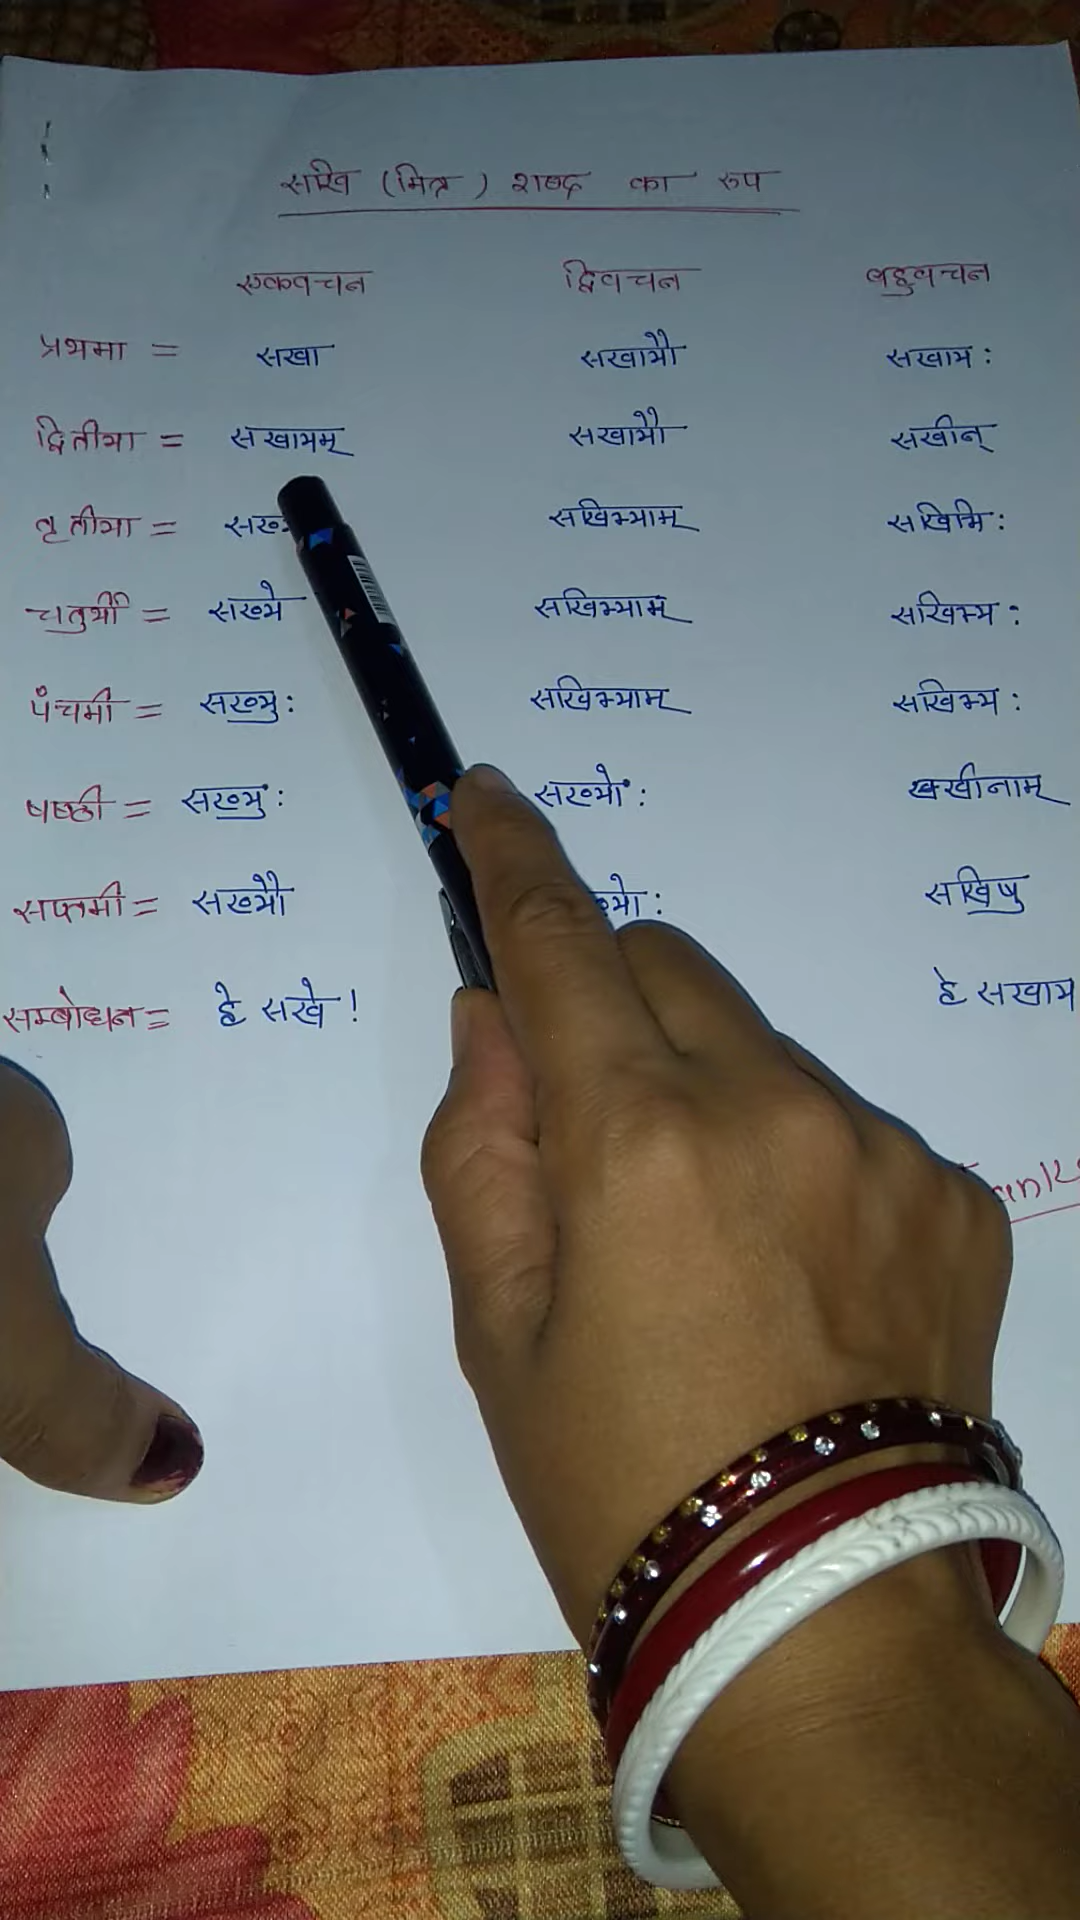 सखि (मित्र) शब्द का रुप
एकवचन द्विवचन बहुवचन
प्रथमा = सखा सखायौ सखाय:
द्वितीया = सखायम् सखायौ सखीन्
तृतीया = सखिभ्याम् सखिभि:
चतुर्थी = सख्ये सखिभ्याम् सखिभ्य:
पंचमी = सख्यु: सखिभ्याम् सखिभ्य:
षष्ठी = सख्यु: सख्यो: सखीनाम्
सप्तमी = सख्यौ सखिषु
सम्बोधन = हे सखे! हे सखाय